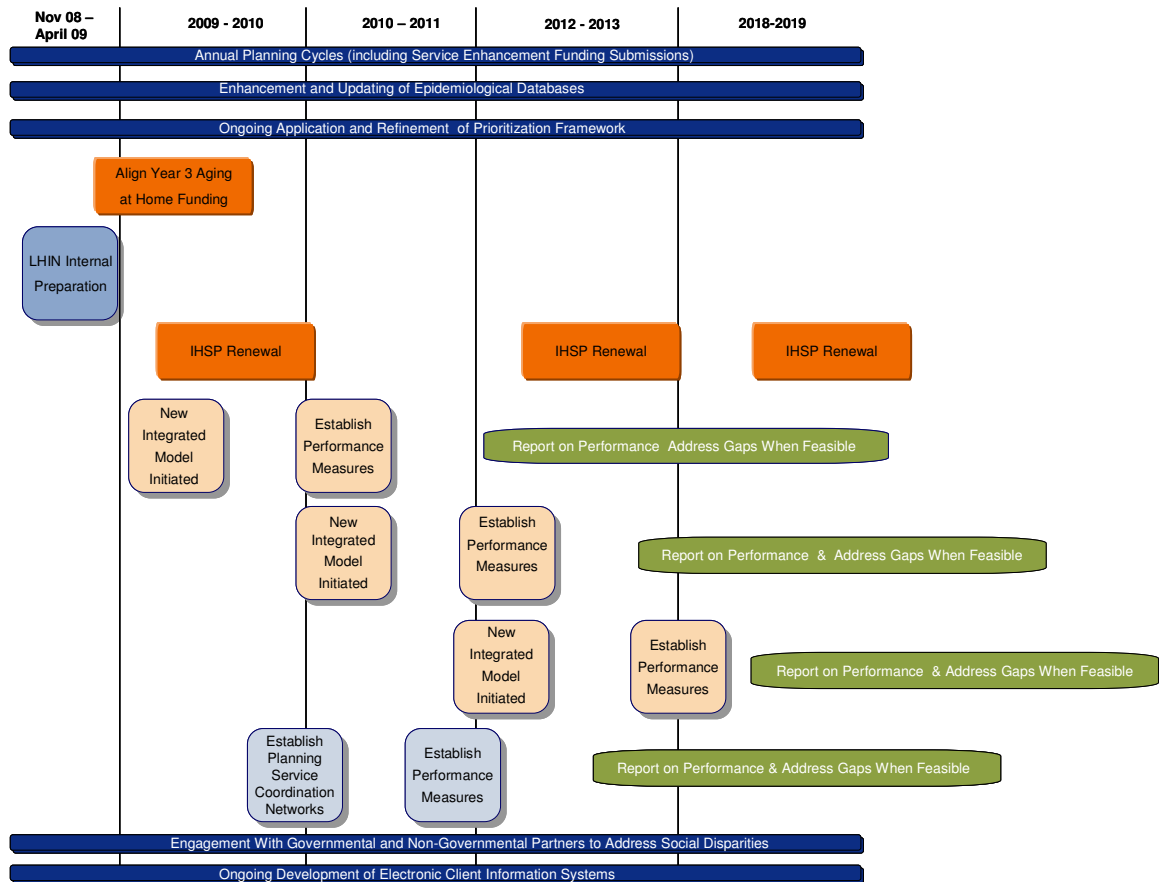 Nov 08 –
April 09
2009 - 2010
2010 – 2011
2012 - 2013
2018-2019
Annual Planning Cycles (including Service Enhancement Funding Submissions)
Enhancement and Updating of Epidemiological Databases
Ongoing Application and Refinement of Prioritization Framework
Align Year 3 Aging
at Home Funding
LHIN Internal
Preparation
IHSP Renewal
IHSP Renewal
IHSP Renewal
New
Integrated
Model
Initiated
Establish
Performance
Measures
Report on Performance Address Gaps When Feasible
New
Integrated
Model
Initiated
Establish
Performance
Measures
Report on Performance & Address Gaps When Feasible
New
Integrated
Model
Initiated
Establish
Performance
Measures
Report on Performance & Address Gaps When Feasible
Establish
Planning
Service
Coordination
Networks
Establish
Performance
Measures
Report on Performance & Address Gaps When Feasible
Engagement With Governmental and Non-Governmental Partners to Address Social Disparities
Ongoing Development of Electronic Client Information Systems